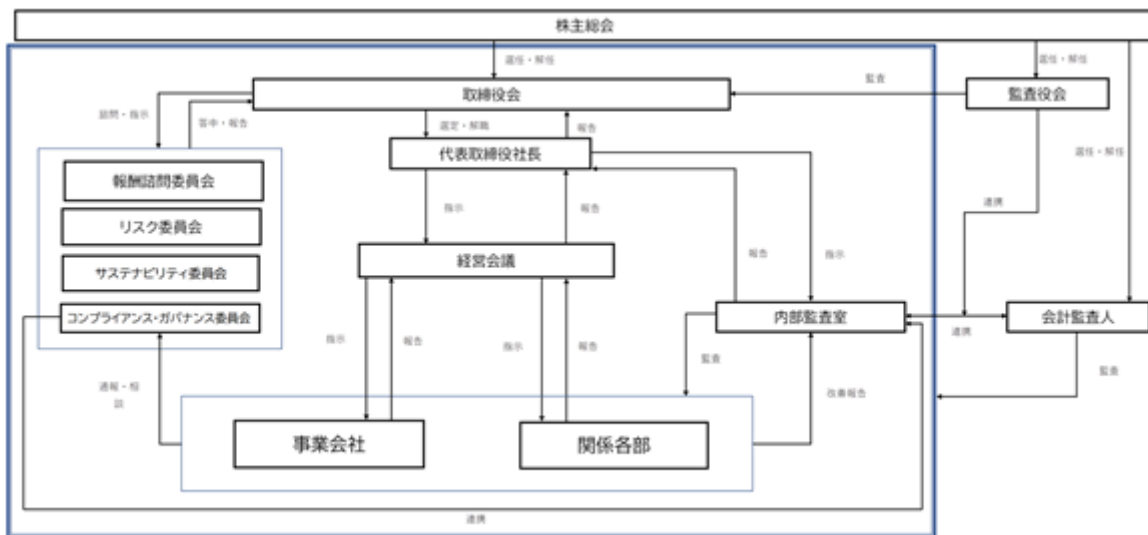 株主総会
選任・解任
選任・解任
監査
取締役会
監査役会
諮問・指示
答申・報告
選定・解職
報告
代表取締役社長
選任・解任
報酬諮問委員会
指示
報告
連携
リスク委員会
経営会議
報告
指示
サステナビリティ委員会
コンプライアンス・ガバナンス委員会
内部監査室
会計監査人
連携
指示
報告
指示
報告
監査
監査
通報・相
談
改善報告
事業会社
関係各部
連携